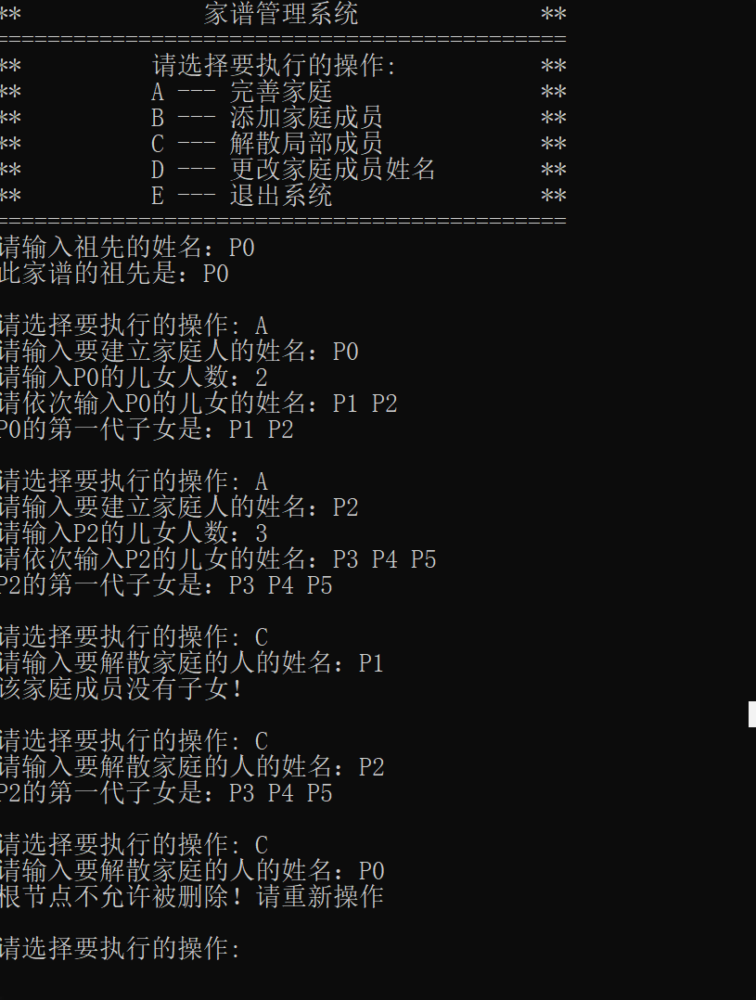 **              家谱管理系统              **
============================================
**          请选择要执行的操作:           **
**          A --- 完善家庭                **
**          B --- 添加家庭成员            **
**          C --- 解散局部成员            **
**          D --- 更改家庭成员姓名        **
**          E --- 退出系统                **
============================================
请输入祖先的姓名: P0
此家谱的祖先是: P0
请选择要执行的操作: A
请输入要建立家庭人的姓名: P0
请输入P0的儿女人数: 2
请依次输入P0的儿女的姓名: P1 P2
P0的第一代子女是: P1 P2
请选择要执行的操作: A
请输入要建立家庭人的姓名: P2
请输入P2的儿女人数: 3
请依次输入P2的儿女的姓名: P3 P4 P5
P2的第一代子女是: P3 P4 P5
请选择要执行的操作: C
请输入要解散家庭的人的姓名: P1
该家庭成员没有子女!
请选择要执行的操作: C
请输入要解散家庭的人的姓名: P2
P2的第一代子女是: P3 P4 P5
请选择要执行的操作: C
请输入要解散家庭的人的姓名: P0
根节点不允许被删除! 请重新操作
请选择要执行的操作: